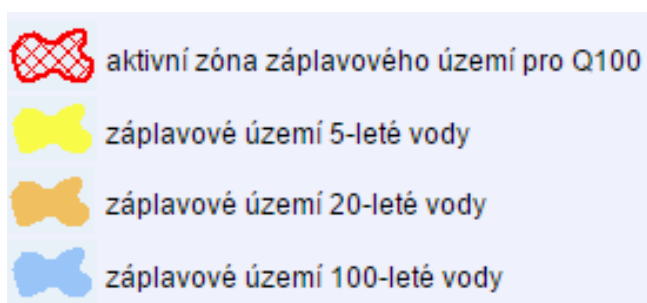 aktivní zóna záplavového území pro Q100
záplavové území 5-leté vody
záplavové území 20-leté vody
záplavové území 100-leté vody